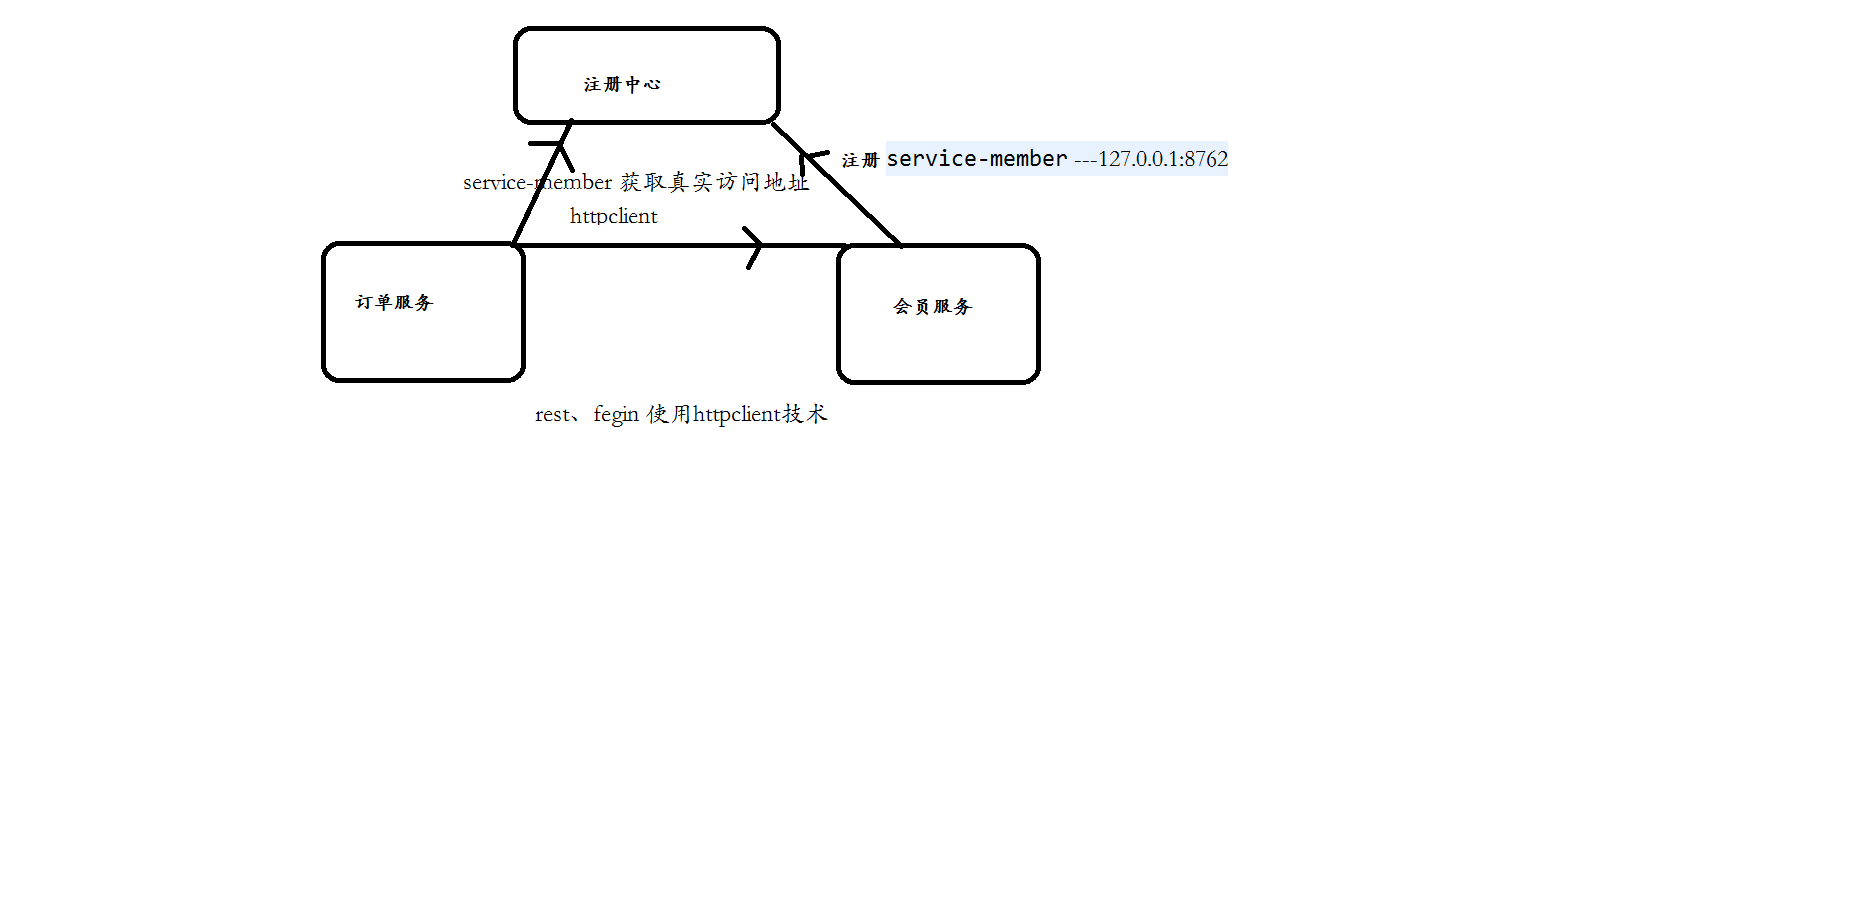 注册中心
注册 service-member ---127.0.0.1:8762
service-member 获取真实访问地址
httpclient
订单服务
会员服务
rest、fegin 使用httpclient技术